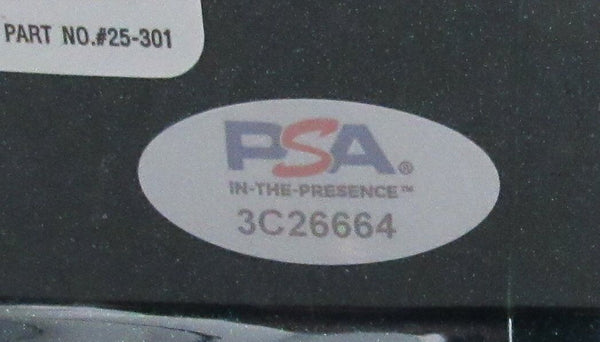 PART NO.#25-301
PSA®
IN-THE-PRESENCE™
3C26664